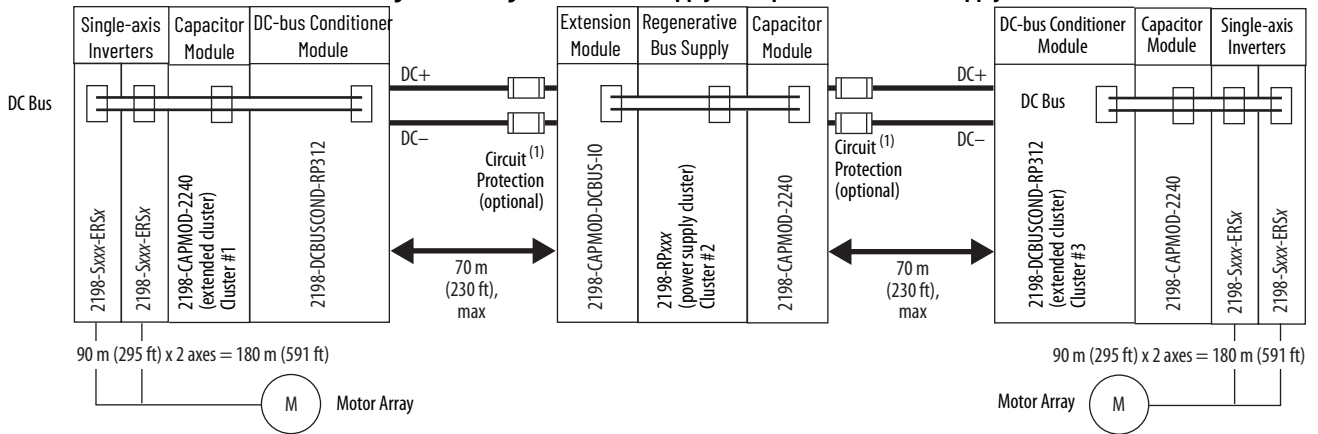 Single-axis
Inverters
Capacitor
Module
DC-bus Conditioner
Module
Extension
Module
Regenerative
Bus Supply
Capacitor
Module
DC-bus Conditioner
Module
Capacitor
Module
Single-axis
Inverters
DC Bus
DC+
DC–
DC+
DC–
DC Bus
2198-Sxxx-ERSx
2198-Sxxx-ERSx
2198-CAPMOD-2240
(extended cluster)
Cluster #1
2198-DCBUSCOND-RP312
Circuit (1)
Protection
(optional)
70 m
(230 ft),
max
2198-CAPMOD-DCBUS-IO
2198-RPxxx
(power supply cluster)
Cluster #2
2198-CAPMOD-2240
Circuit (1)
Protection
(optional)
70 m
(230 ft),
max
2198-DCBUSCOND-RP312
(extended cluster)
Cluster #3
2198-CAPMOD-2240
2198-Sxxx-ERSx
2198-Sxxx-ERSx
90 m (295 ft) x 2 axes = 180 m (591 ft)
90 m (295 ft) x 2 axes = 180 m (591 ft)
M
Motor Array
Motor Array
M